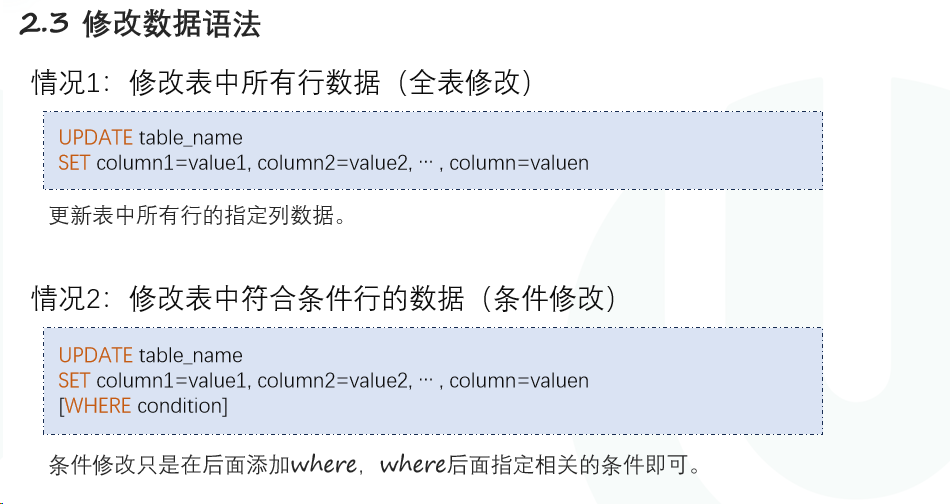 2.3 修改数据语法
情况1：修改表中所有行数据（全表修改）
UPDATE table_name
SET column1=value1, column2=value2, … , column=valuen
更新表中所有行的指定列数据。
情况2：修改表中符合条件行的数据（条件修改）
UPDATE table_name
SET column1=value1, column2=value2, … , column=valuen
[WHERE condition]
条件修改只是在后面添加where，where后面指定相关的条件即可。